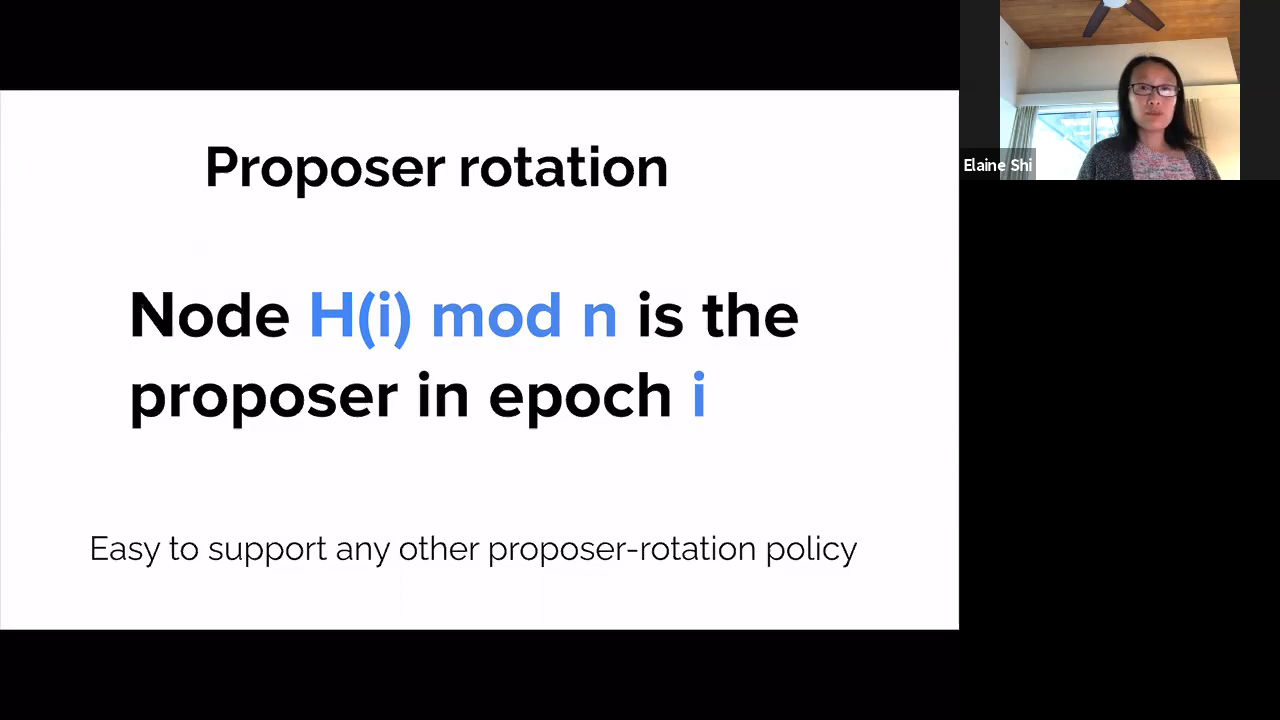 Proposer rotation
Node H(i) mod n is the
proposer in epoch i
Easy to support any other proposer-rotation policy
Elaine Shi